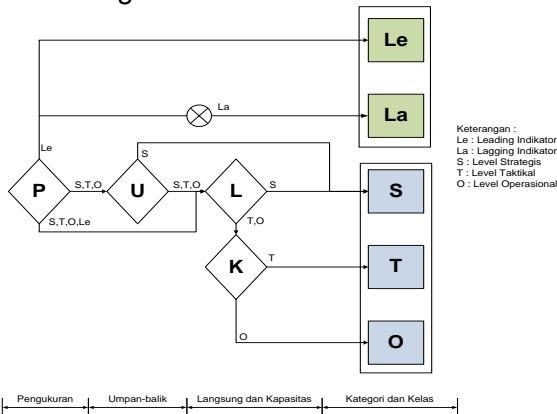 Le
La
La
Keterangan :
Le : Leading Indikator
La : Lagging Indikator
S : Level Strategis
T : Level Taktikal
O : Level Operasional
Le
S
P
S,T,O
U
S,T,O
L
S
S
S,T,O,Le
T,O
K
T
T
O
O
Pengukuran
Umpan-balik
Langsung dan Kapasitas
Kategori dan Kelas